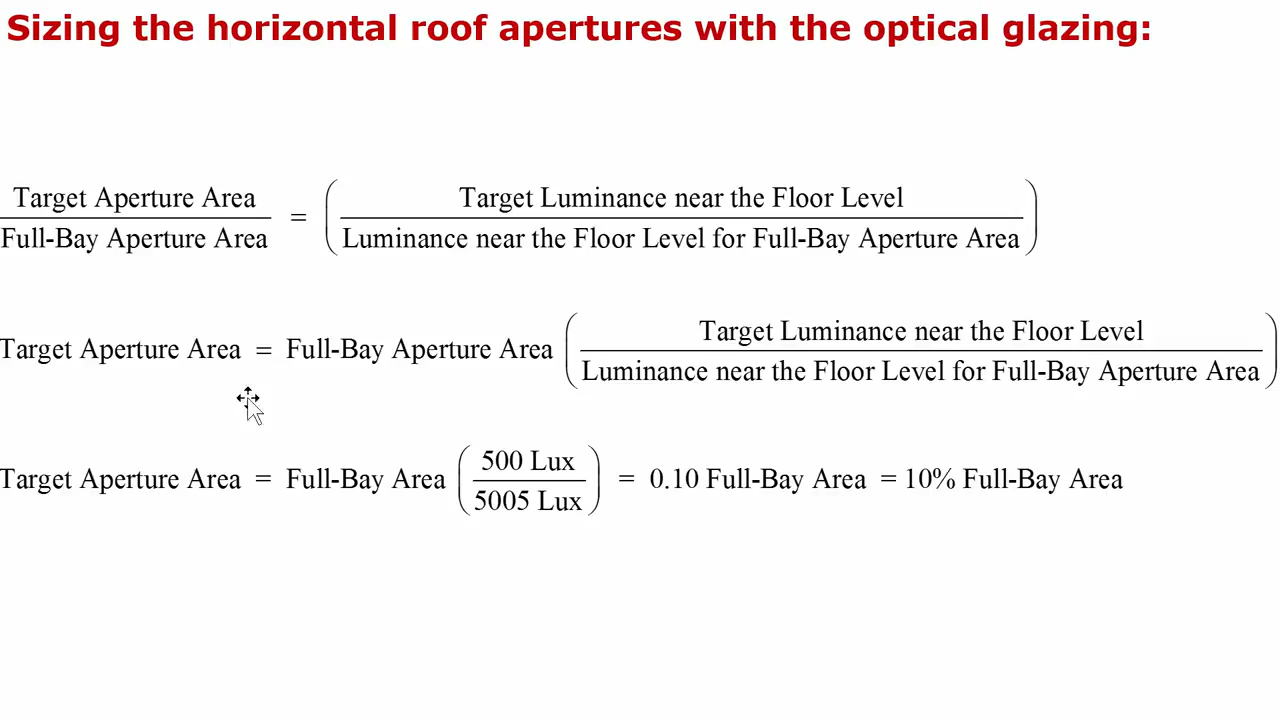 Sizing the horizontal roof apertures with the optical glazing:
Target Aperture Area
Full-Bay Aperture Area
=
( Target Luminance near the Floor Level
Luminance near the Floor Level for Full-Bay Aperture Area )
Target Aperture Area = Full-Bay Aperture Area
( Target Luminance near the Floor Level
Luminance near the Floor Level for Full-Bay Aperture Area )
Target Aperture Area = Full-Bay Area
( 500 Lux
5005 Lux )
= 0.10 Full-Bay Area = 10% Full-Bay Area